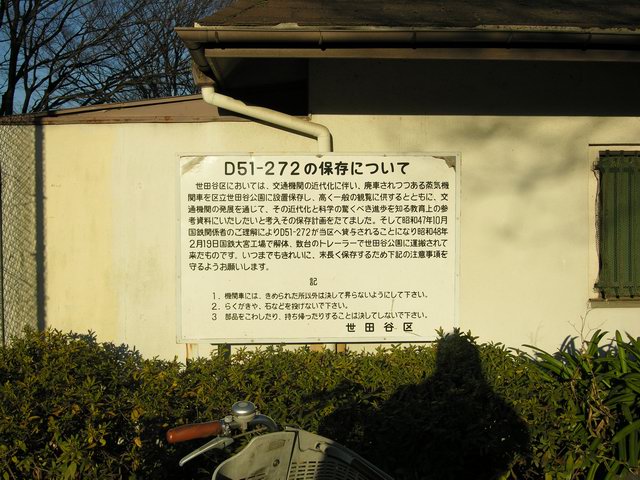 D51-272の保存について
世田谷区においては、交通機関の近代化に伴い、廃車されつつある蒸気機
関車を区立世田谷公園に設置保存し、高く一般の観覧に供するとともに、交
通機関の発展を通じて、その近代化と科学の驚くべき進歩を知る教育上の参
考資料にいたしたいと考えその保存計画をたてました。そして昭和47年10月
国鉄関係者のご理解によりD51-272が当区へ貸与されることになり昭和48年
2月19日国鉄大宮工場で解体、数台のトレーラーで世田谷公園に運搬されて
来たものです。いつまでもきれいに、末長く保存するため下記の注意事項を
守るようお願いします。
記
1. 機関車には、きめられた所以外は決して昇らないようにして下さい。
2. らくがきや、石などを投げないで下さい。
3 部品をこわしたり、持ち帰ったりすることは決してしないで下さい。
世田谷区